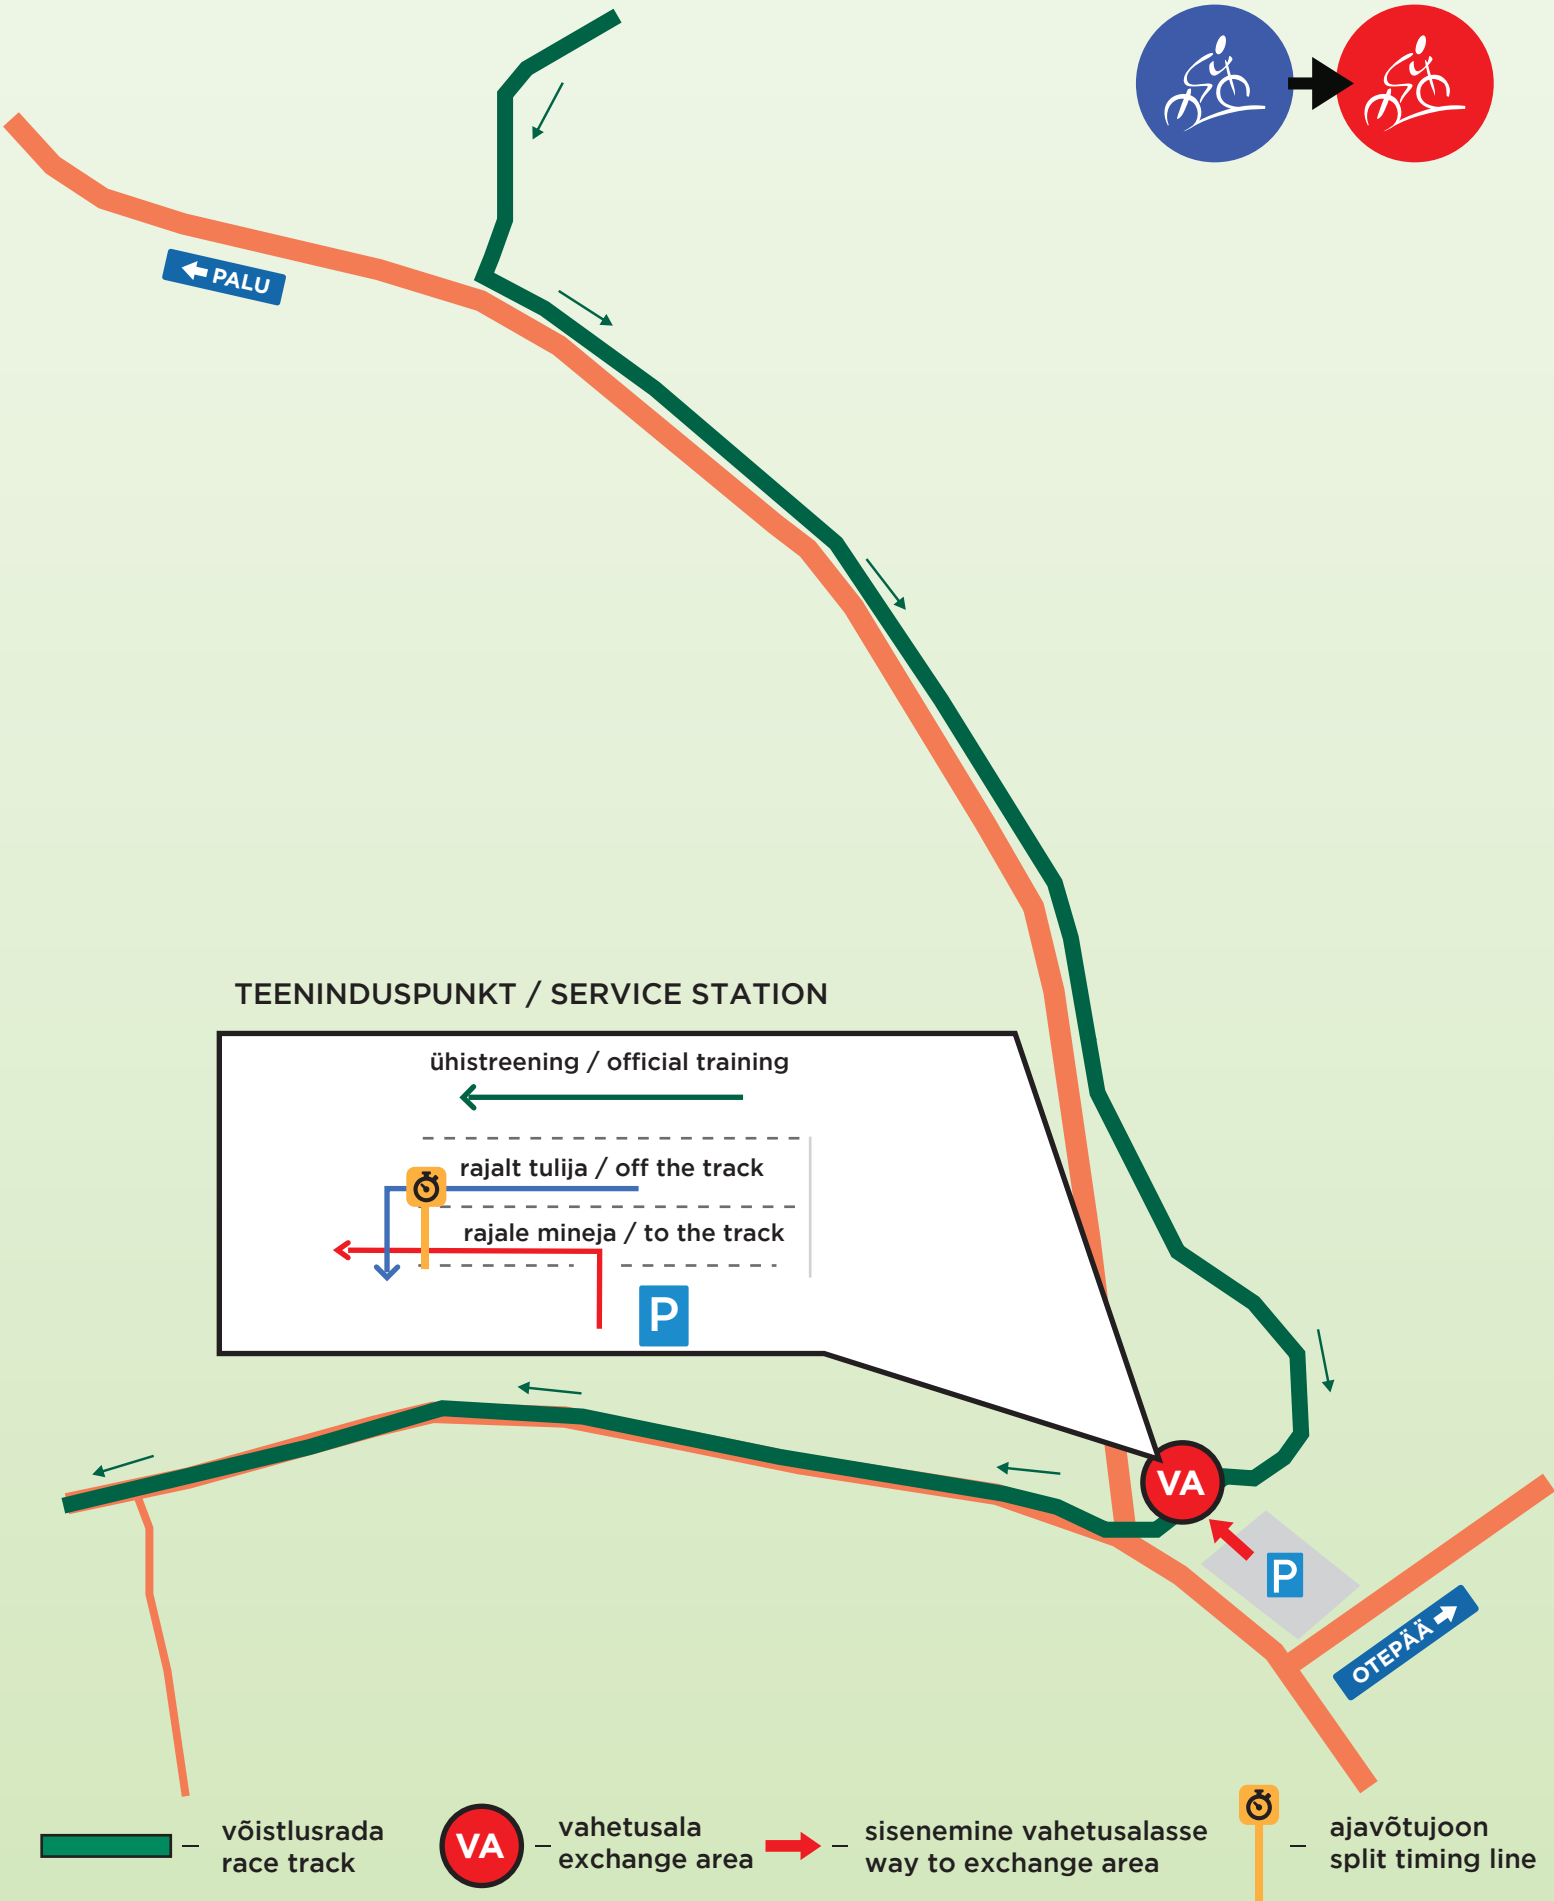 PALU
TEENINDUSPUNKT / SERVICE STATION
ühistreening / official training
rajalt tulija / off the track
rajale mineja / to the track
P
VA
P
OTEPÄÄ
võistlusrada
race track
VA
vahetusala
exchange area
sisenemine vahetusalasse
way to exchange area
ajavõtujoon
split timing line